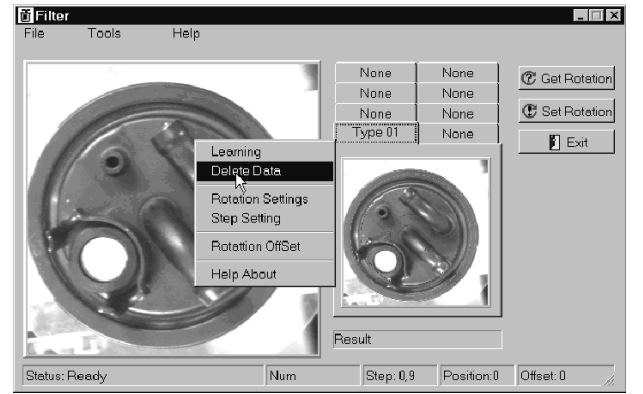 Filter
File Tools Help
None None
None None
None None
Type 01 None
Get Rotation
Set Rotation
Exit
Learning
Delete Data
Rotation Settings
Step Setting
Rotattion OffSet
Help About
Result
Status: Ready Num Step: 0,9 Position:0 Offset: 0